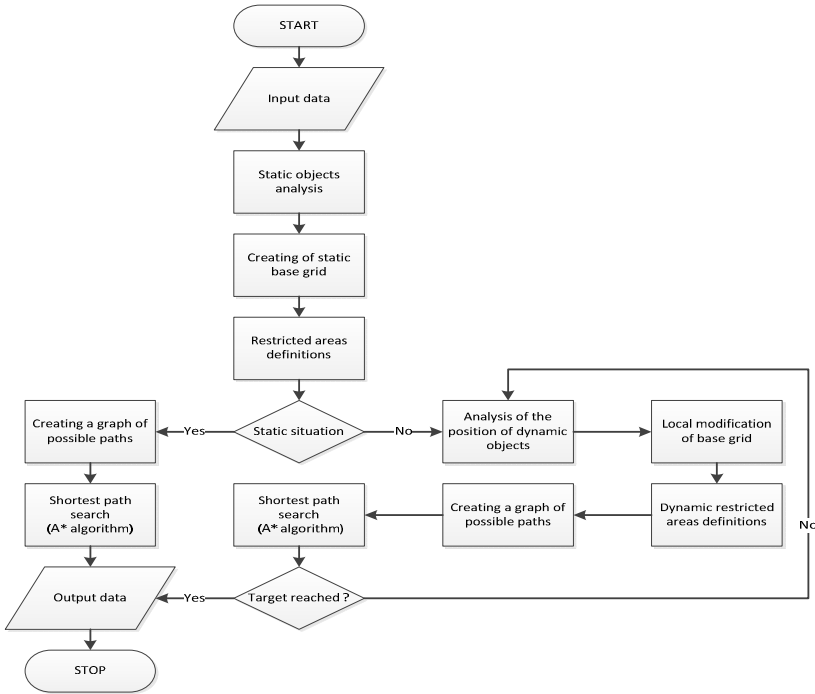 START
Input data
Static objects
analysis
Creating of static
base grid
Restricted areas
definitions
Creating a graph of
possible paths
Yes
Static situation
No
Analysis of the
position of dynamic
objects
Local modification
of base grid
Shortest path
search
(A* algorithm)
Shortest path
search
(A* algorithm)
Creating a graph of
possible paths
Dynamic restricted
areas definitions
No
Output data
Yes
Target reached ?
STOP